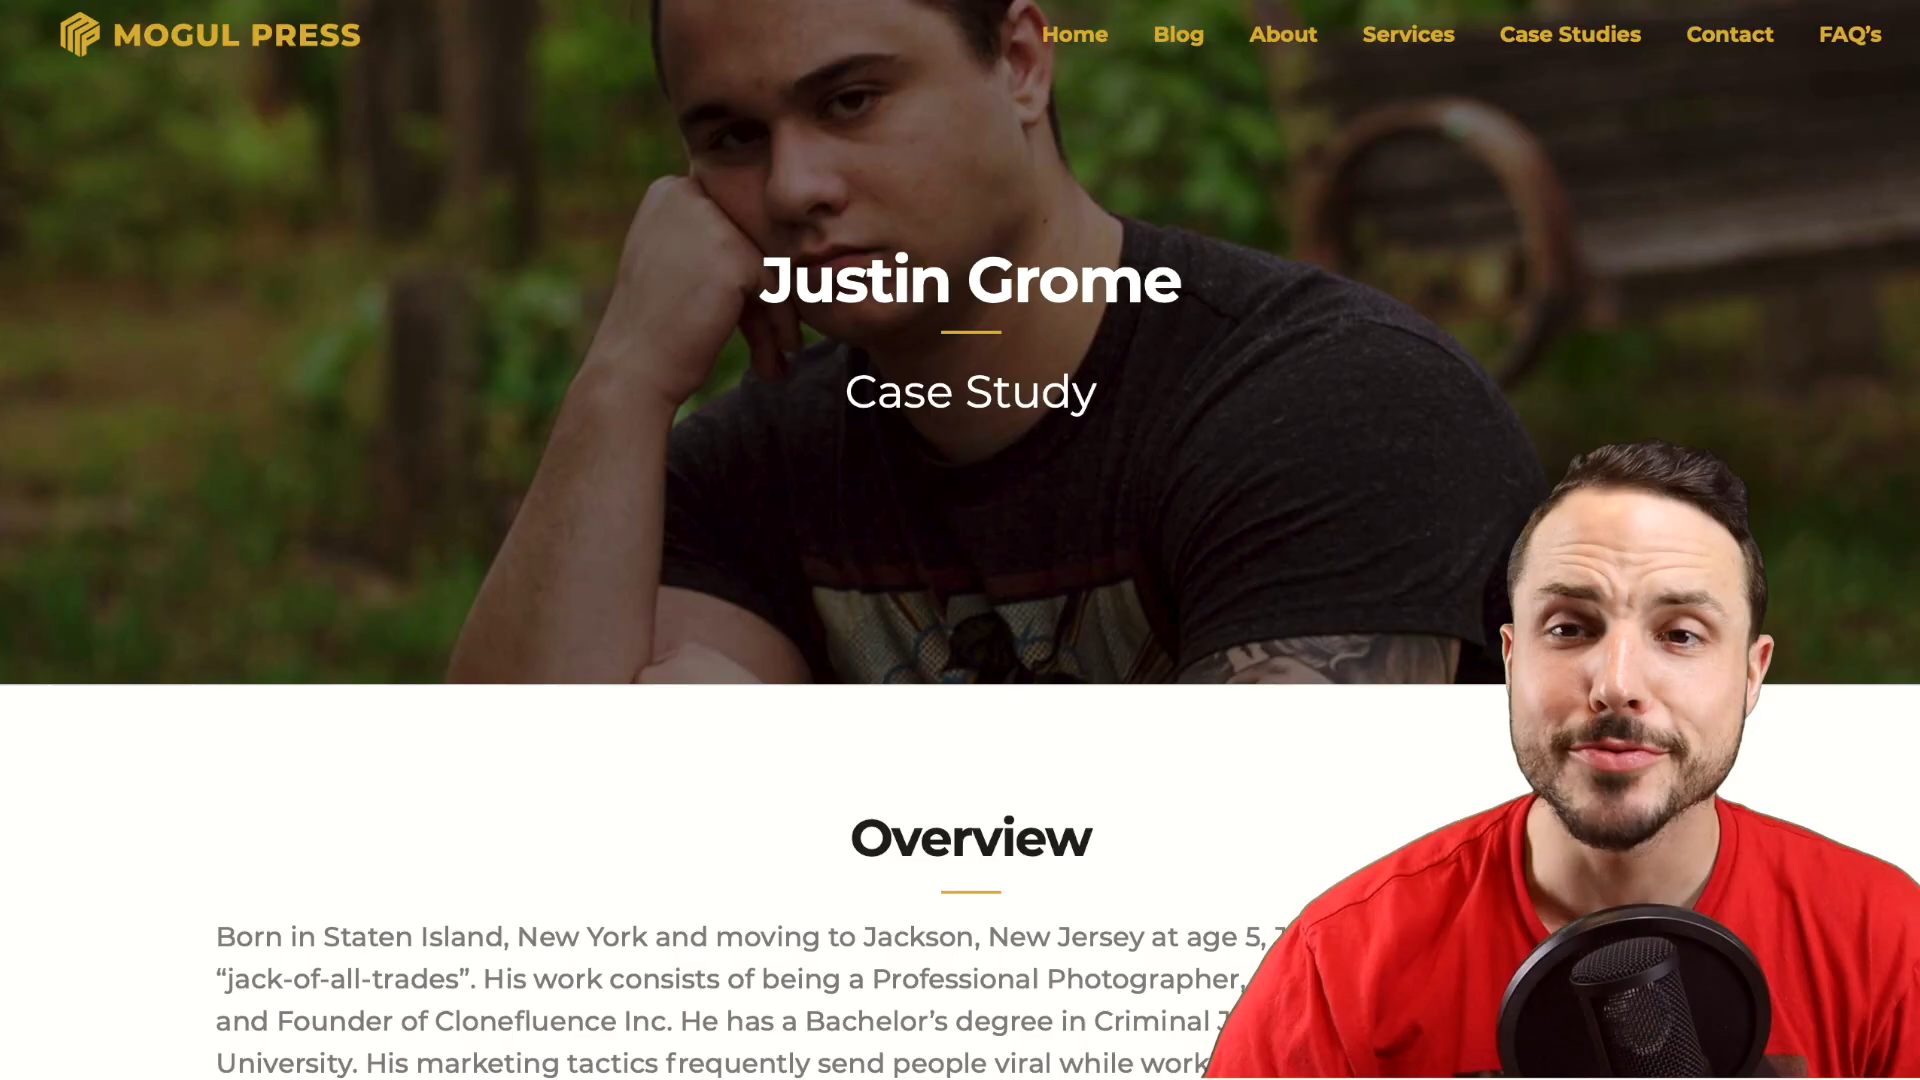 MOGUL PRESS
Home Blog About Services Case Studies Contact FAQ’s
Justin Grome
Case Study
Overview
Born in Staten Island, New York and moving to Jackson, New Jersey at age 5,
“jack-of-all-trades”. His work consists of being a Professional Photographer,
and Founder of Clonefluence Inc. He has a Bachelor’s degree in Criminal
University. His marketing tactics frequently send people viral while work